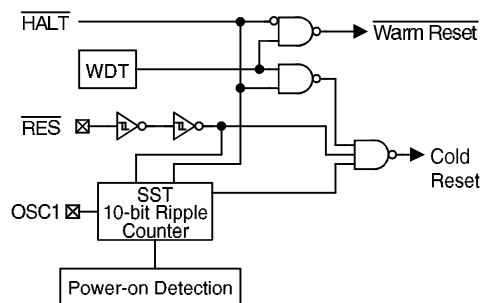 HALT
Warm Reset
WDT
RES
Cold
Reset
SST
10-bit Ripple
Counter
OSC1
Power-on Detection